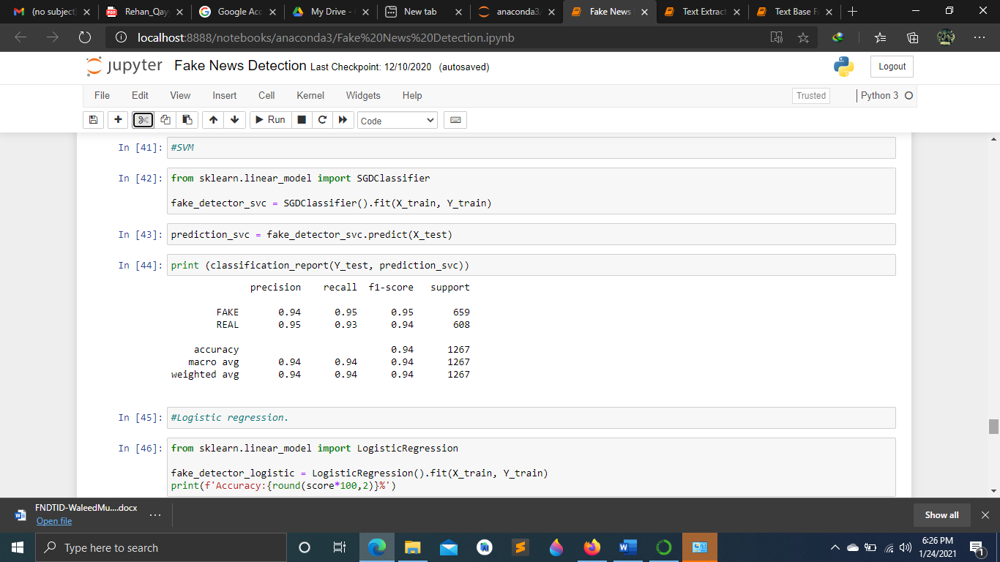 (no subject
Rehan_Qay
Google Acc
My Drive -
New tab
anaconda3/
Fake News
Text Extract
Text Base Fa
localhost:8888/notebooks/anaconda3/Fake%20News%20Detection.ipynb
jupyter Fake News Detection Last Checkpoint: 12/10/2020 (autosaved)
Logout
File Edit View Insert Cell Kernel Widgets Help
Trusted
Python 3
Run
Code
In [41]: #SVM
In [42]: from sklearn.linear_model import SGDClassifier
fake_detector_svc = SGDClassifier().fit(X_train, Y_train)
In [43]: prediction_svc = fake_detector_svc.predict(X_test)
In [44]: print (classification_report(Y_test, prediction_svc))
precision recall f1-score support
FAKE 0.94 0.95 0.95 659
REAL 0.95 0.93 0.94 608
accuracy 0.94 1267
macro avg 0.94 0.94 0.94 1267
weighted avg 0.94 0.94 0.94 1267
In [45]: #Logistic regression.
In [46]: from sklearn.linear_model import LogisticRegression
fake_detector_logistic = LogisticRegression().fit(X_train, Y_train)
print(f'Accuracy:{round(score*100,2)}%')
FNDTID-WaleedMu....docx
Open file
Show all
Type here to search
6:26 PM
1/24/2021
1